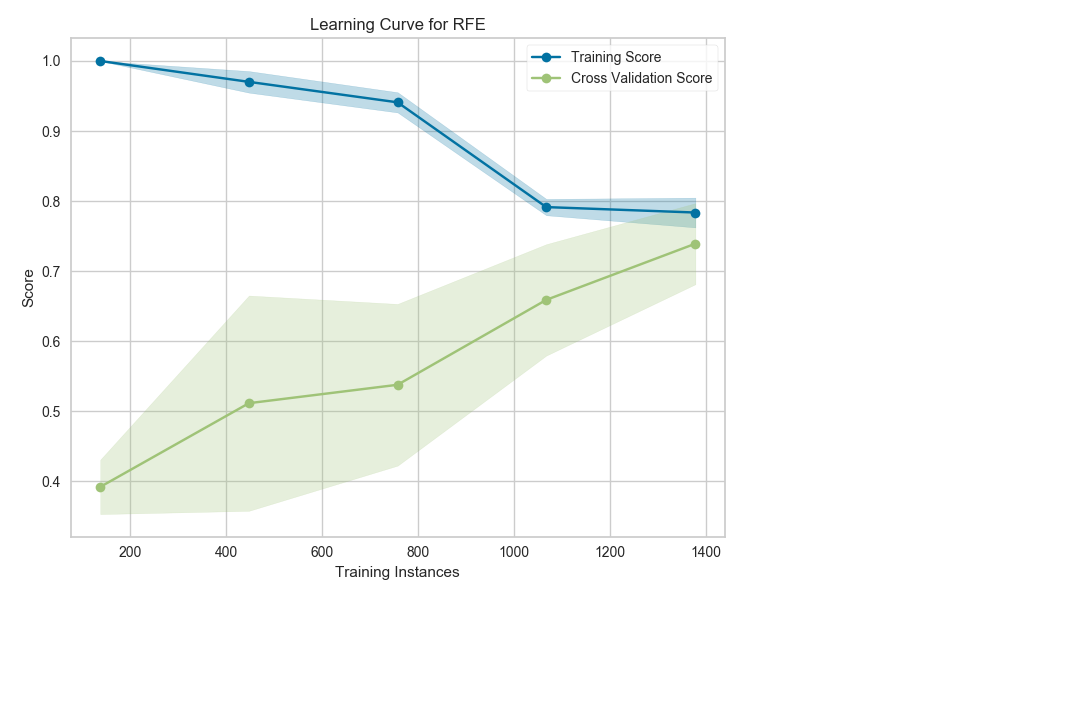 Learning Curve for RFE
Training Score
Cross Validation Score
1.0
0.9
0.8
0.7
0.6
0.5
0.4
Score
200 400 600 800 1000 1200 1400
Training Instances